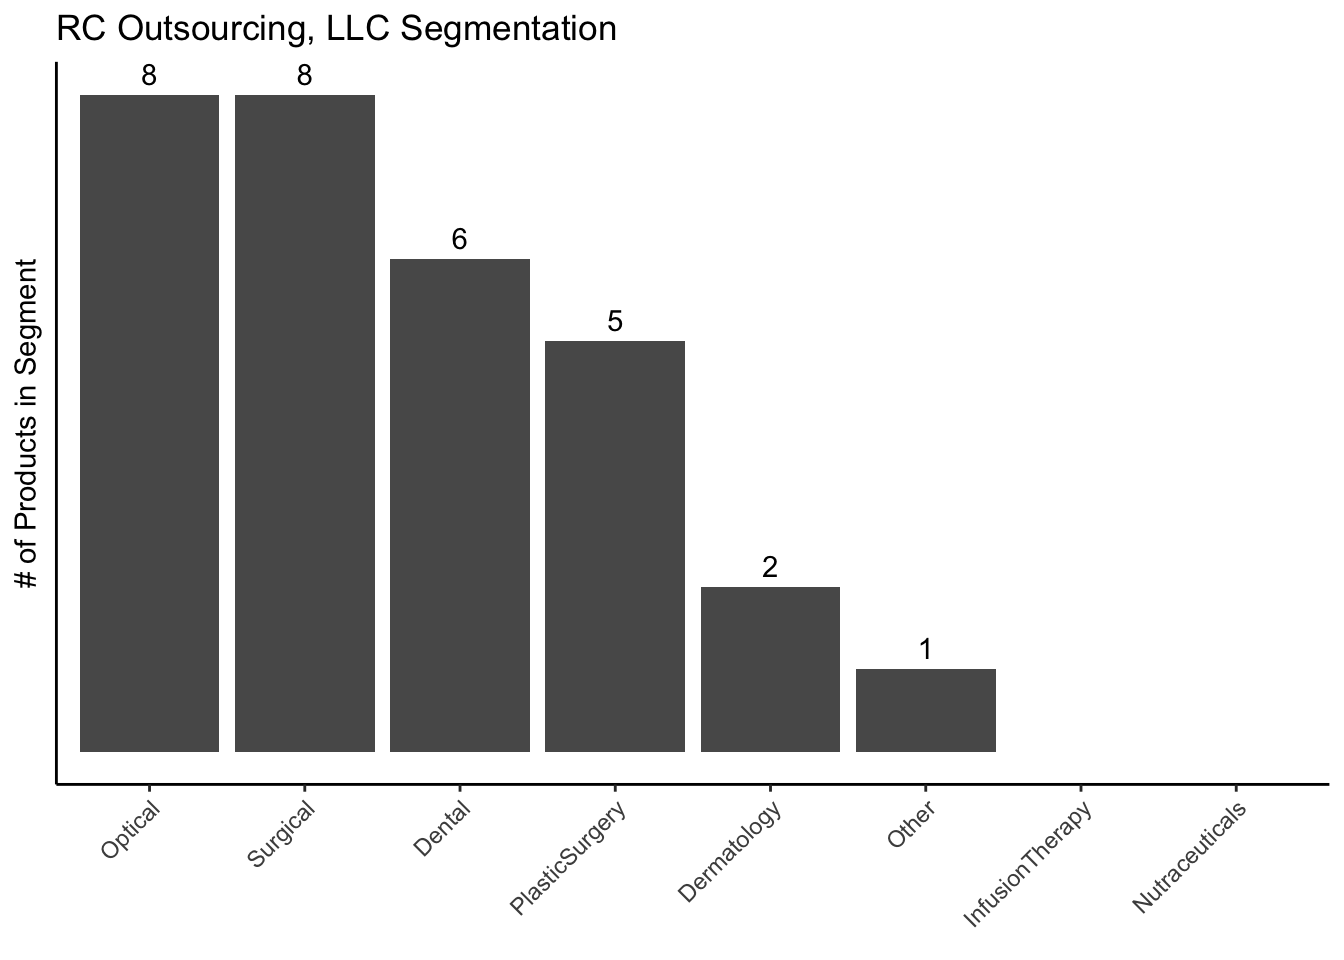 RC Outsourcing, LLC Segmentation
# of Products in Segment
8
8
6
5
2
1
Optical
Surgical
Dental
PlasticSurgery
Dermatology
Other
InfusionTherapy
Nutraceuticals